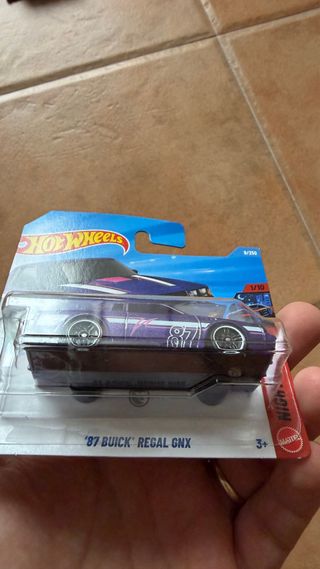 HOT WHEELS
9/250
1/10
87
'87 BUICK® REGAL GNX
3+
MATTEL